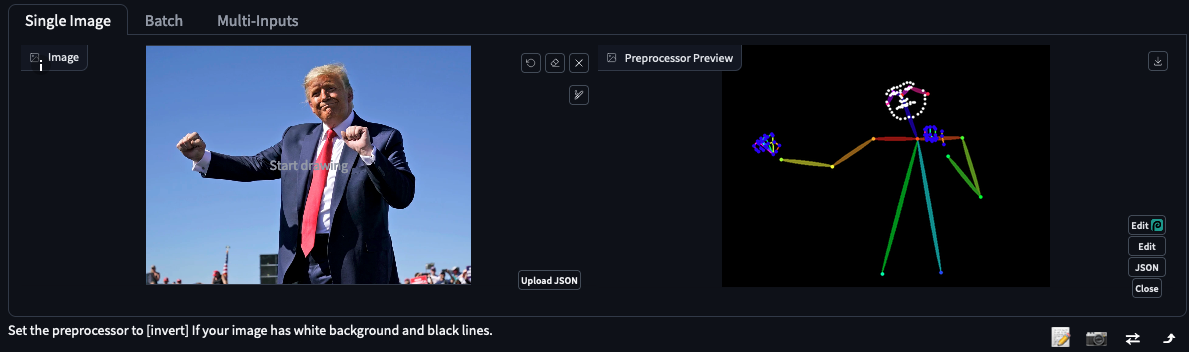 Single Image
Batch
Multi-Inputs
Image
Start drawing
Upload JSON
Preprocessor Preview
Edit
Edit
JSON
Close
Set the preprocessor to [invert] If your image has white background and black lines.